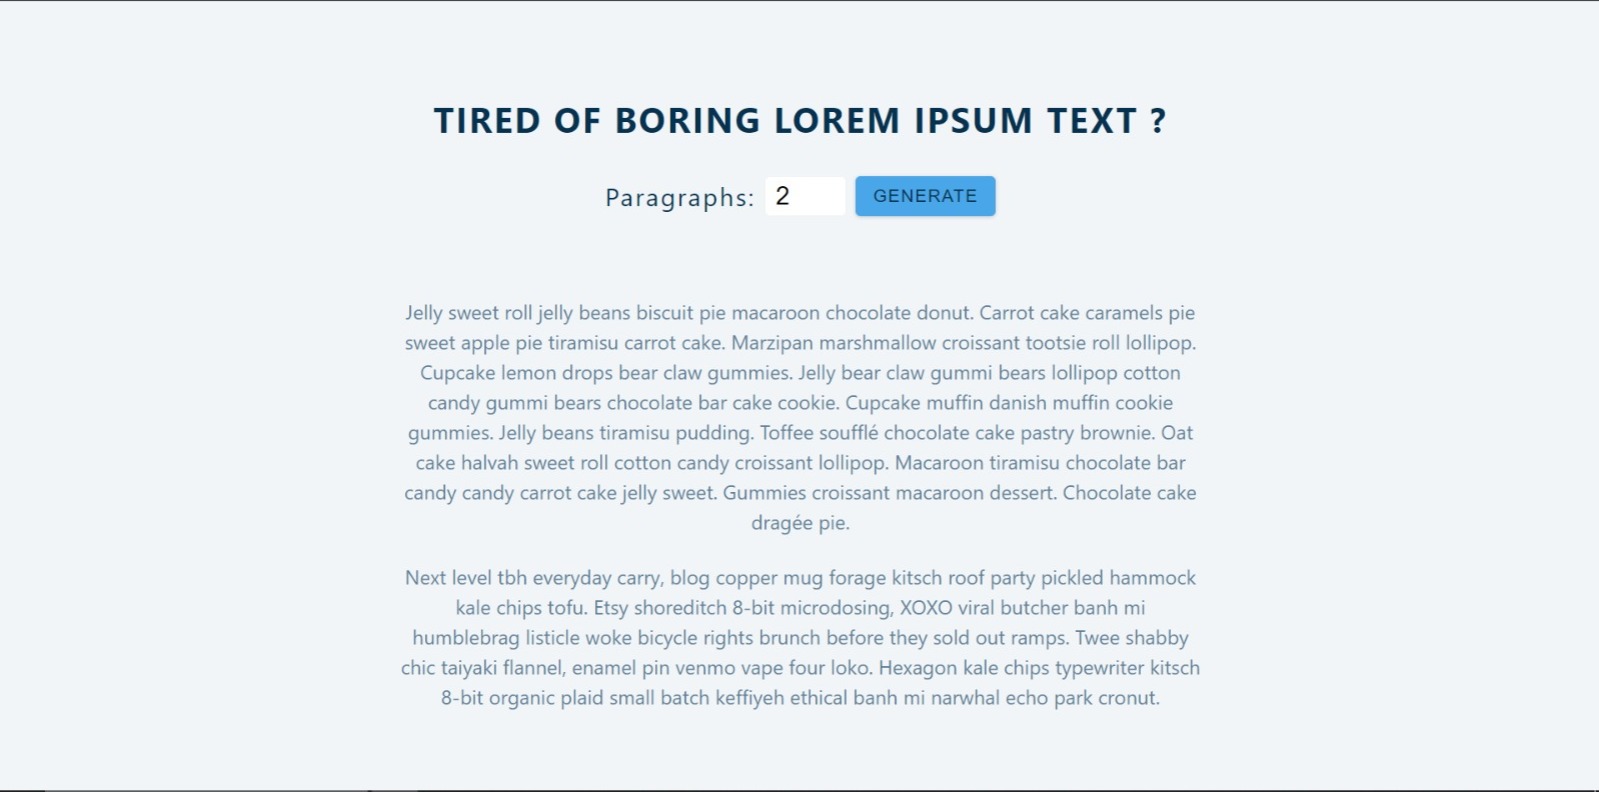 TIRED OF BORING LOREM IPSUM TEXT ?
Paragraphs: 2 GENERATE
Jelly sweet roll jelly beans biscuit pie macaroon chocolate donut. Carrot cake caramels pie
sweet apple pie tiramisu carrot cake. Marzipan marshmallow croissant tootsie roll lollipop.
Cupcake lemon drops bear claw gummies. Jelly bear claw gummi bears lollipop cotton
candy gummi bears chocolate bar cake cookie. Cupcake muffin danish muffin cookie
gummies. Jelly beans tiramisu pudding. Toffee soufflé chocolate cake pastry brownie. Oat
cake halvah sweet roll cotton candy croissant lollipop. Macaroon tiramisu chocolate bar
candy candy carrot cake jelly sweet. Gummies croissant macaroon dessert. Chocolate cake
dragée pie.
Next level tbh everyday carry, blog copper mug forage kitsch roof party pickled hammock
kale chips tofu. Etsy shoreditch 8-bit microdosing, XOXO viral butcher banh mi
humblebrag listicle woke bicycle rights brunch before they sold out ramps. Twee shabby
chic taiyaki flannel, enamel pin venmo vape four loko. Hexagon kale chips typewriter kitsch
8-bit organic plaid small batch keffiyeh ethical banh mi narwhal echo park cronut.